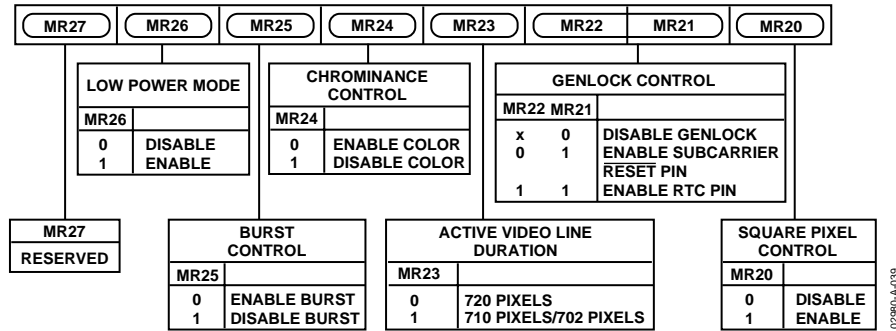 MR27 MR26 MR25 MR24 MR23 MR22 MR21 MR20
LOW POWER MODE
MR26
0 DISABLE
1 ENABLE
CHROMINANCE
CONTROL
MR24
0 ENABLE COLOR
1 DISABLE COLOR
GENLOCK CONTROL
MR22 MR21
x 0 DISABLE GENLOCK
0 1 ENABLE SUBCARRIER
RESET PIN
1 1 ENABLE RTC PIN
MR27
RESERVED
BURST
CONTROL
MR25
0 ENABLE BURST
1 DISABLE BURST
ACTIVE VIDEO LINE
DURATION
MR23
0 720 PIXELS
1 710 PIXELS/702 PIXELS
SQUARE PIXEL
CONTROL
MR20
0 DISABLE
1 ENABLE
02980-A-039